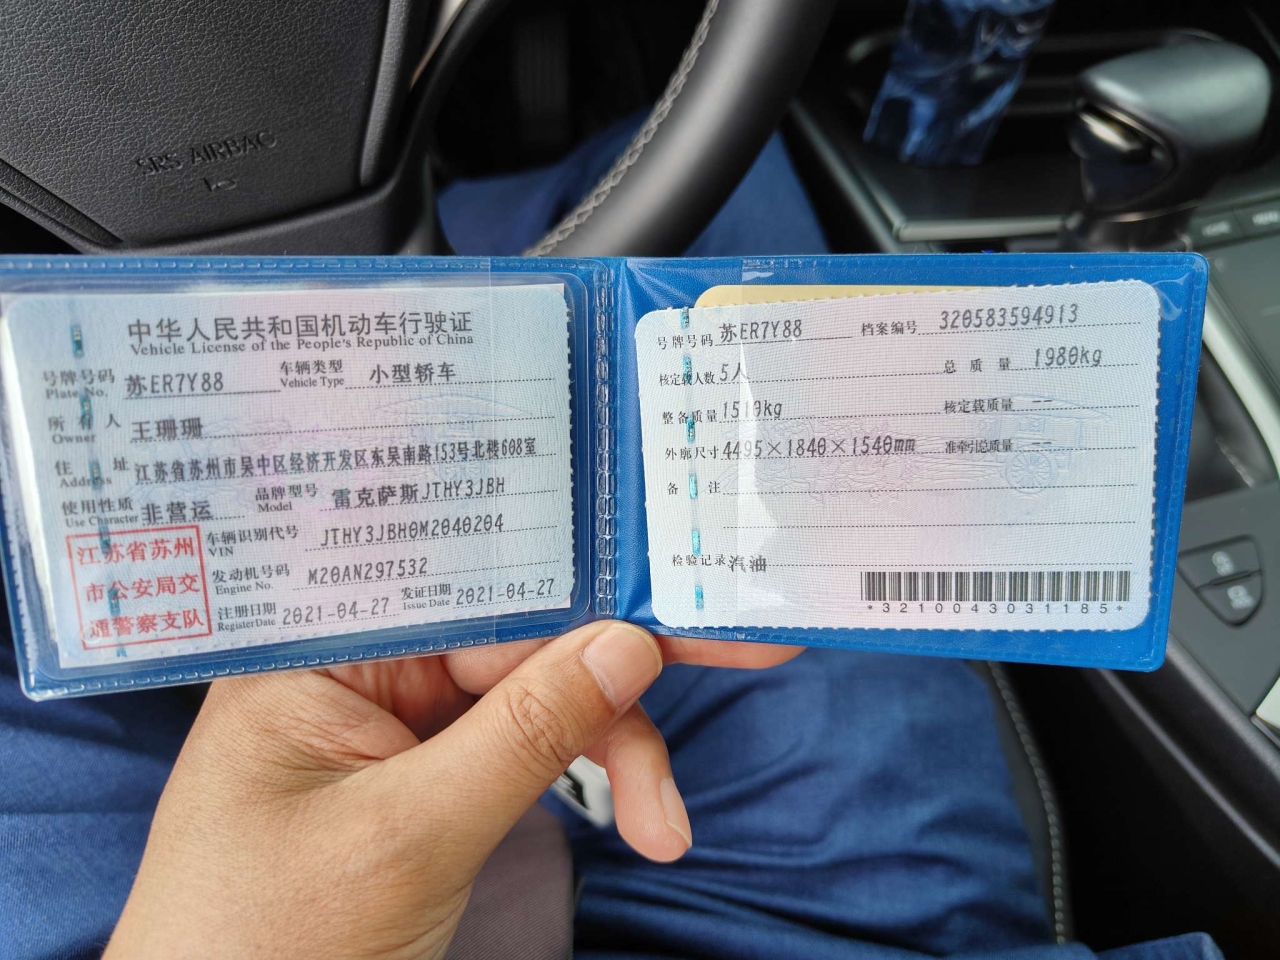 SRS AIRBAG
中华人民共和国机动车行驶证
Vehicle License of the People's Republic of China
号牌号码 苏ER7Y88 车辆类型 小型轿车
Plate No. Vehicle Type
所有人 王珊珊
Owner
住址 江苏省苏州市吴中区经济开发区东吴南路153号北楼608室
Address
使用性质 非营运 品牌型号 雷克萨斯JTHY3JBH
Use Character Model
江苏省苏州
市公安局交
通警察支队
车辆识别代号 JTHY3JBH0M2040204
VIN
发动机号码 M20AN297532
Engine No.
注册日期 2021-04-27 发证日期 2021-04-27
Register Date Issue Date
号牌号码 苏ER7Y88 档案编号 320583594913
核定载人数 5人 总质量 1980kg
整备质量 1510kg 核定载质量 --
外廓尺寸 4495×1840×1540mm 准牵引总质量 --
备注
检验记录 汽油
*3210043031185*